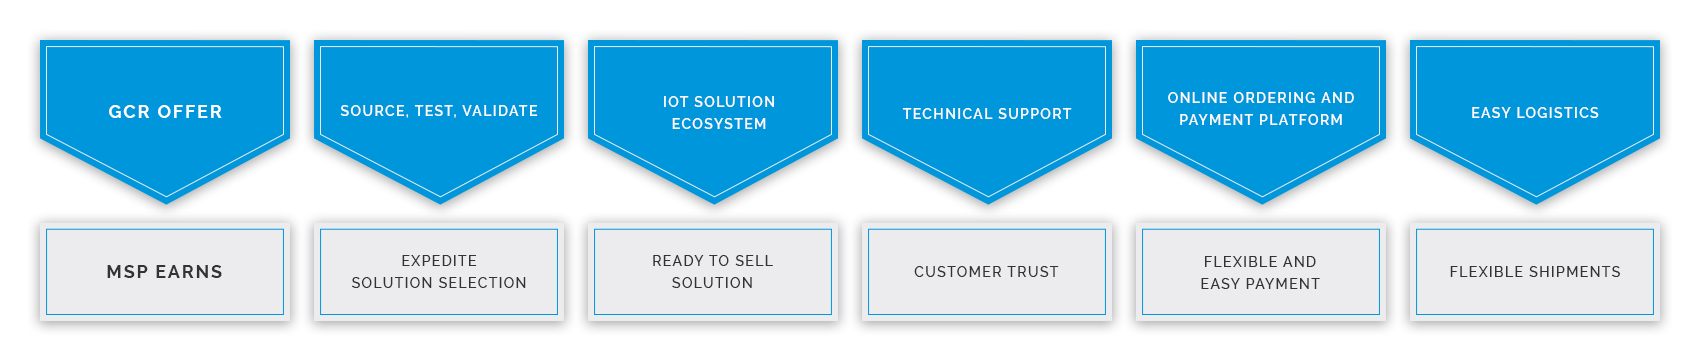 GCR OFFER
SOURCE, TEST, VALIDATE
IOT SOLUTION
ECOSYSTEM
TECHNICAL SUPPORT
ONLINE ORDERING AND
PAYMENT PLATFORM
EASY LOGISTICS
MSP EARNS
EXPEDITE
SOLUTION SELECTION
READY TO SELL
SOLUTION
CUSTOMER TRUST
FLEXIBLE AND
EASY PAYMENT
FLEXIBLE SHIPMENTS